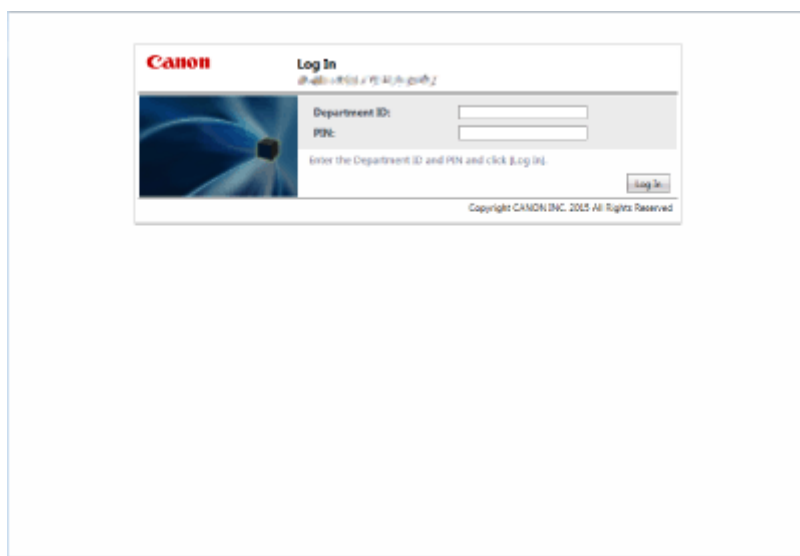 Canon
Log In
Department ID:
PIN:
Enter the Department ID and PIN and click [Log In].
Log In
Copyright CANON INC. 2015 All Rights Reserved